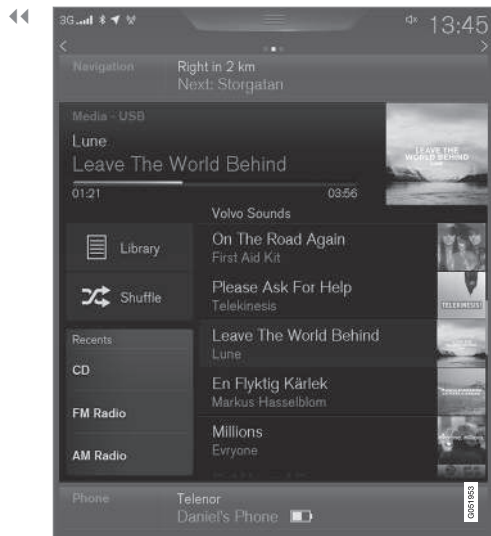 3G 13:45
Navigation Right in 2 km
Next: Storgatan
Media - USB
Lune
Leave The World Behind
01:21 03:56
LEAVE THE
WORLD BEHIND
Volvo Sounds
Library
Shuffle
On The Road Again
First Aid Kit
Please Ask For Help
Telekinesis
TELEKINESIS!
Leave The World Behind
Lune
En Flyktig Kärlek
Markus Hasselblom
Millions
Evryone
Recents
CD
FM Radio
AM Radio
Phone Telenor
Daniel's Phone
G051953